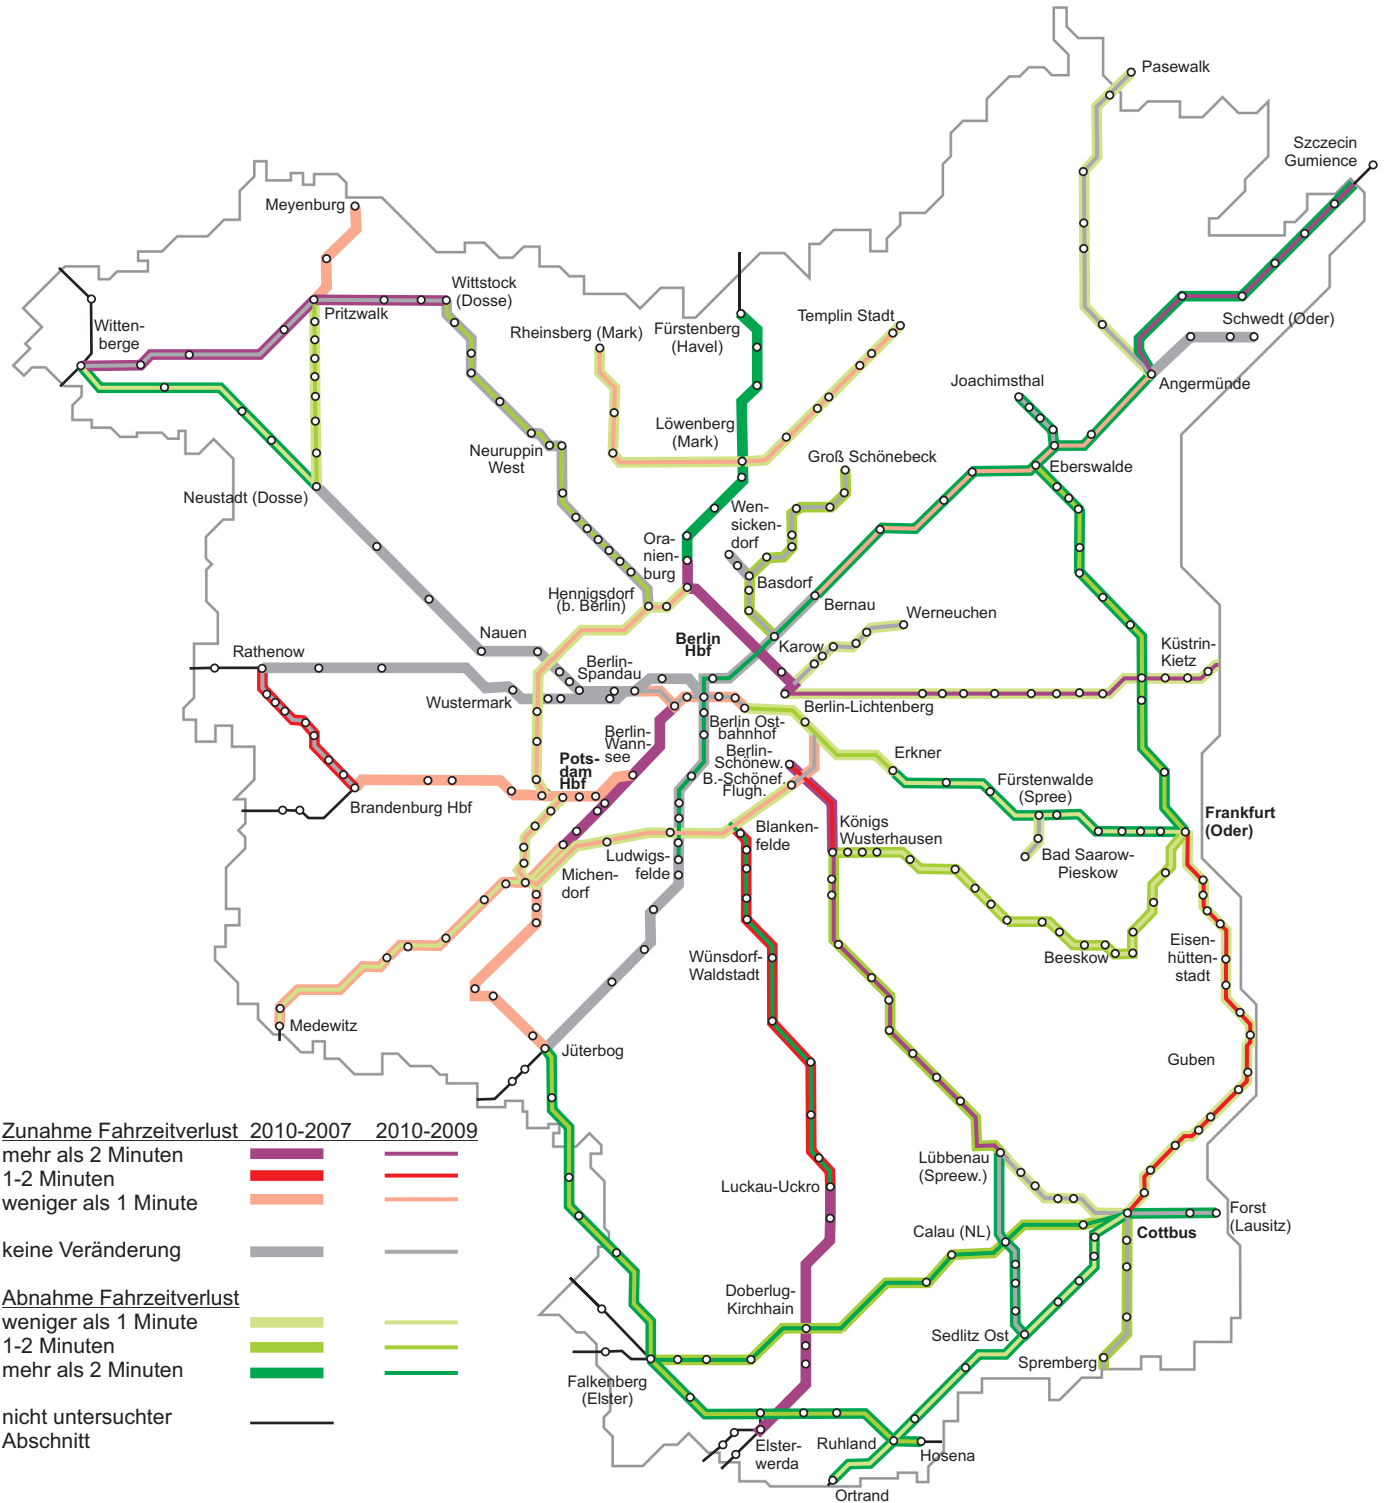 Pasewalk
Szczecin
Gumience
Meyenburg
Wittstock
(Dosse)
Pritzwalk
Witten-
berge
Rheinsberg (Mark)
Fürstenberg
(Havel)
Templin Stadt
Schwedt (Oder)
Joachimsthal
Angermünde
Löwenberg
(Mark)
Neuruppin
West
Groß Schönebeck
Eberswalde
Neustadt (Dosse)
Wen-
sicken-
dorf
Ora-
nien-
burg
Basdorf
Hennigsdorf
(b. Berlin)
Bernau
Werneuchen
Nauen
Berlin
Hbf
Karow
Küstrin-
Kietz
Rathenow
Berlin-
Spandau
Wustermark
Berlin-Lichtenberg
Berlin Ost-
bahnhof
Berlin-
Wann-
see
Berlin-
Schönew.
B.-Schönef.
Flugh.
Erkner
Pots-
dam
Hbf
Fürstenwalde
(Spree)
Brandenburg Hbf
Frankfurt
(Oder)
Blanken-
felde
Königs
Wusterhausen
Bad Saarow-
Pieskow
Ludwigs-
felde
Michen-
dorf
Wünsdorf-
Waldstadt
Beeskow
Eisen-
hütten-
stadt
Medewitz
Jüterbog
Guben
Zunahme Fahrzeitverlust 2010-2007 2010-2009
mehr als 2 Minuten
1-2 Minuten
weniger als 1 Minute
keine Veränderung
Abnahme Fahrzeitverlust
weniger als 1 Minute
1-2 Minuten
mehr als 2 Minuten
nicht untersuchter
Abschnitt
Lübbenau
(Spreew.)
Luckau-Uckro
Forst
(Lausitz)
Calau (NL)
Cottbus
Doberlug-
Kirchhain
Sedlitz Ost
Spremberg
Falkenberg
(Elster)
Elster-
werda
Ruhland
Hosena
Ortrand